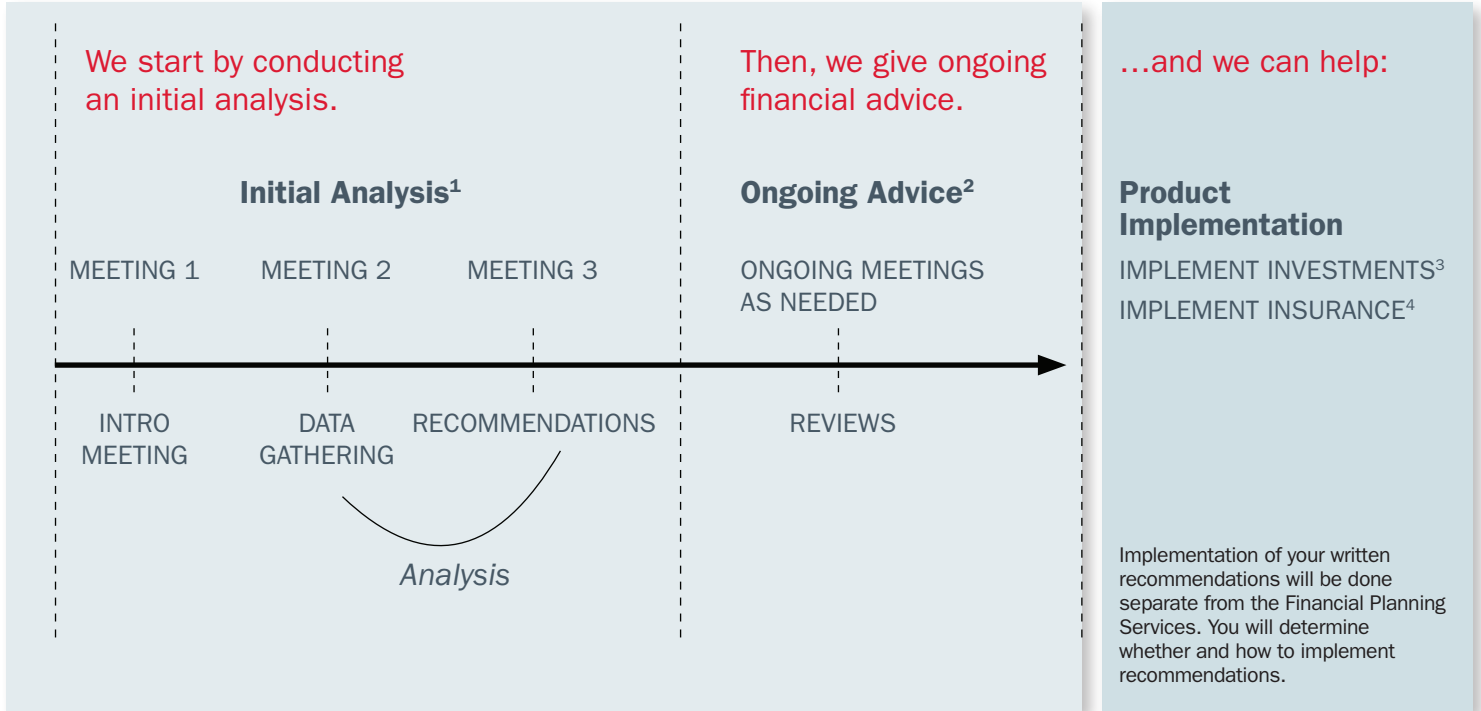 We start by conducting
an initial analysis.
Initial Analysis¹
MEETING 1
MEETING 2
MEETING 3
INTRO
MEETING
DATA
GATHERING
RECOMMENDATIONS
Analysis
Then, we give ongoing
financial advice.
Ongoing Advice²
ONGOING MEETINGS
AS NEEDED
REVIEWS
...and we can help:
Product
Implementation
IMPLEMENT INVESTMENTS³
IMPLEMENT INSURANCE⁴
Implementation of your written
recommendations will be done
separate from the Financial Planning
Services. You will determine
whether and how to implement
recommendations.